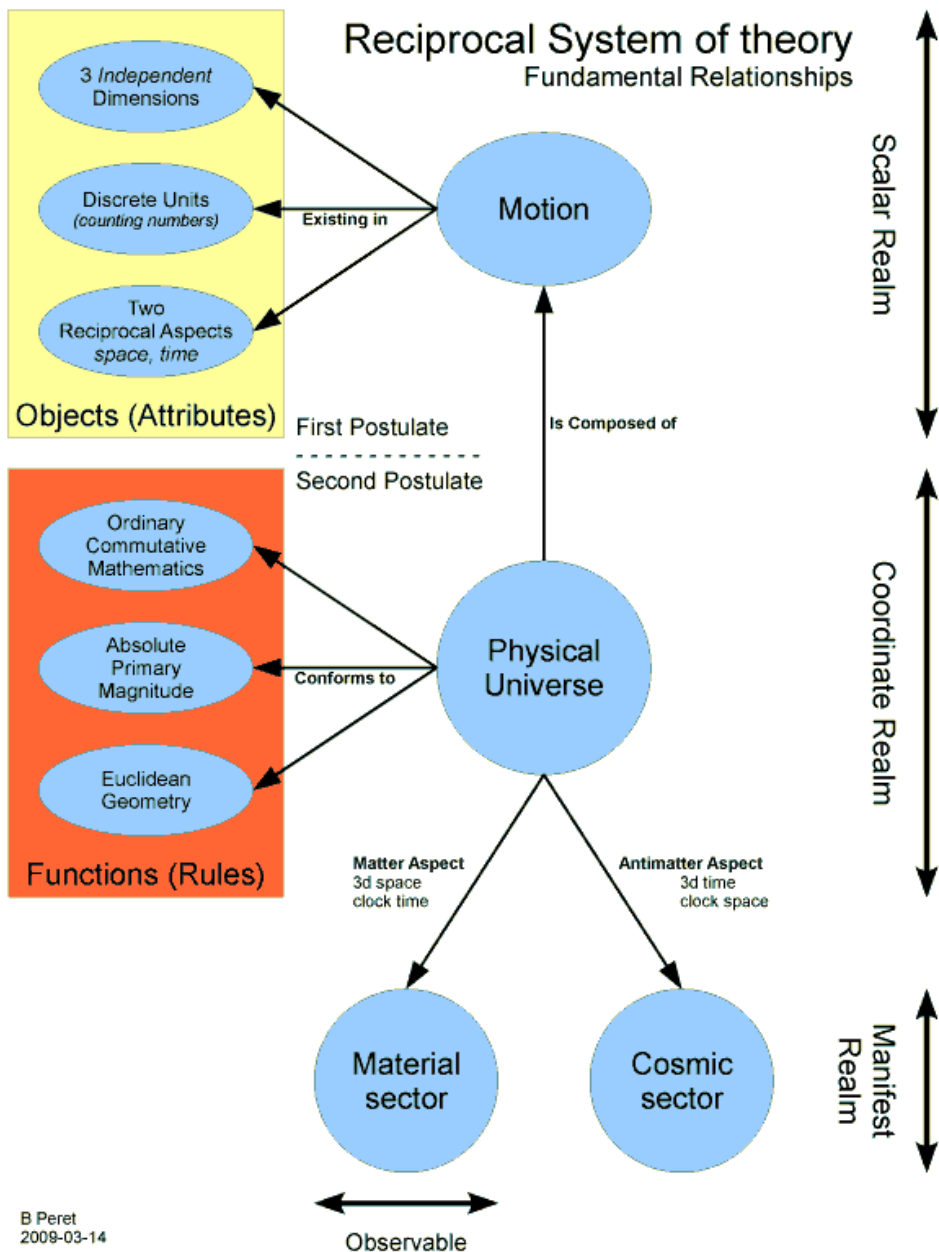 Reciprocal System of theory
Fundamental Relationships
3 Independent
Dimensions
Discrete Units
(counting numbers)
Two
Reciprocal Aspects
space, time
Objects (Attributes)
Existing in
Motion
Scalar Realm
Is Composed of
First Postulate
Second Postulate
Ordinary
Commutative
Mathematics
Absolute
Primary
Magnitude
Euclidean
Geometry
Functions (Rules)
Conforms to
Physical
Universe
Coordinate Realm
Matter Aspect
3d space
clock time
Antimatter Aspect
3d time
clock space
Material
sector
Cosmic
sector
Manifest
Realm
Observable
B Peret
2009-03-14